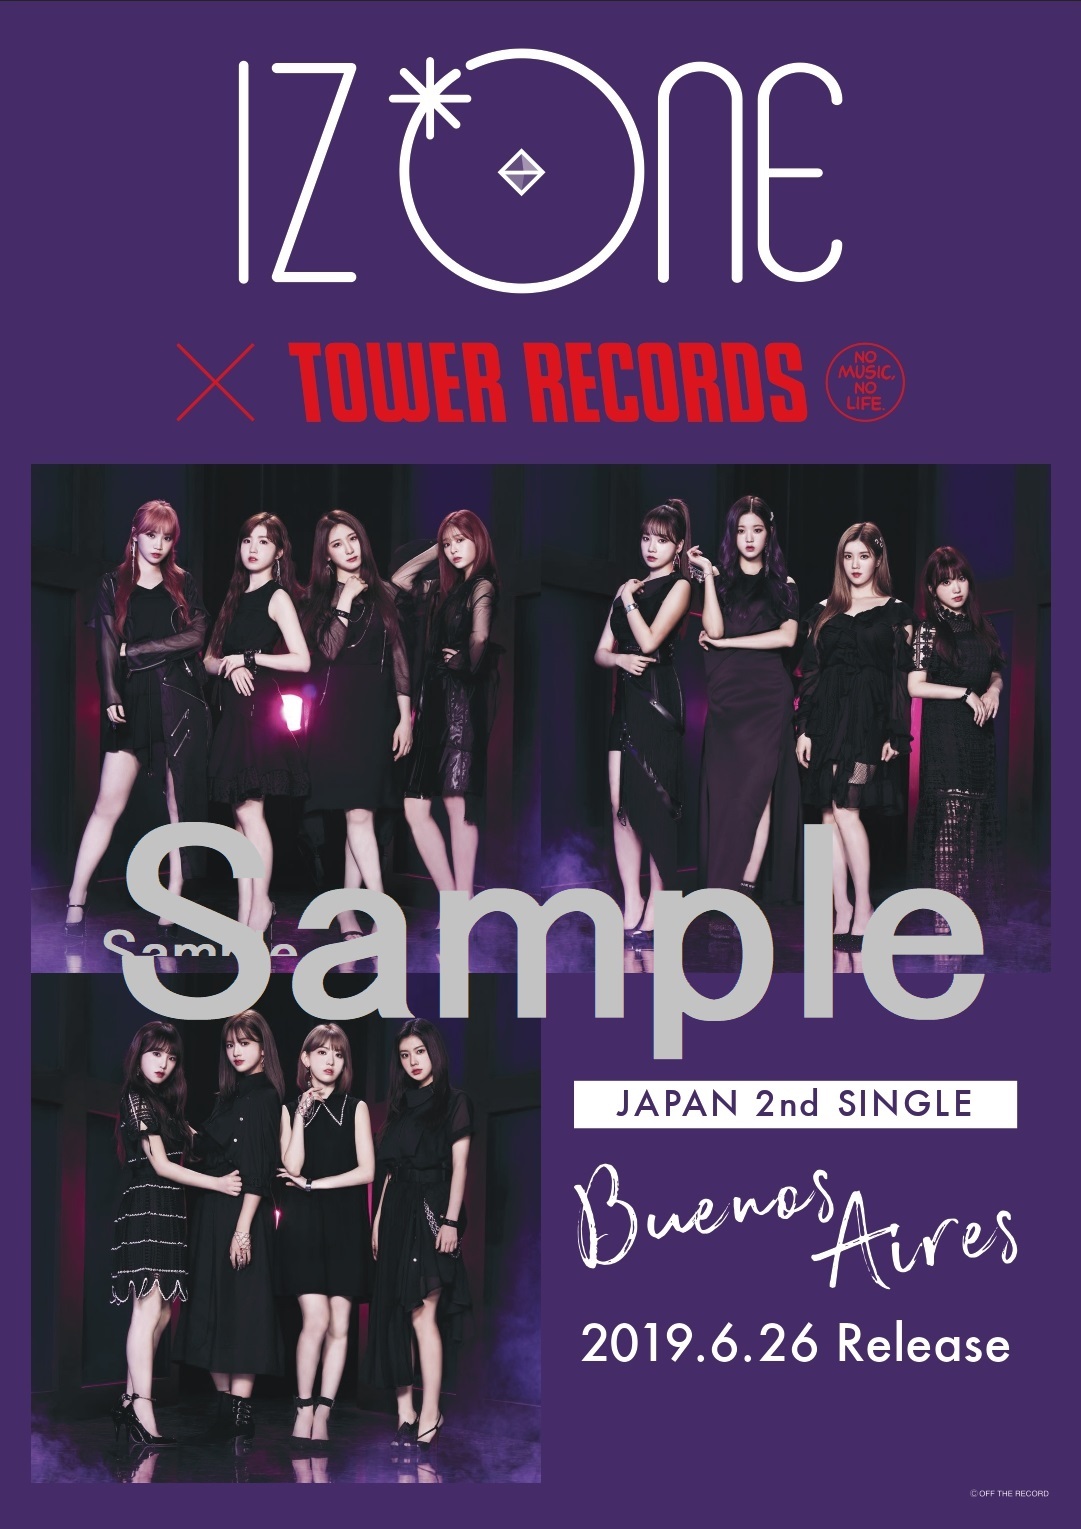 IZ*ONE
× TOWER RECORDS
NO
MUSIC,
NO
LIFE.
Sample
Sample
JAPAN 2nd SINGLE
Buenos
Aires
2019.6.26 Release
© OFF THE RECORD